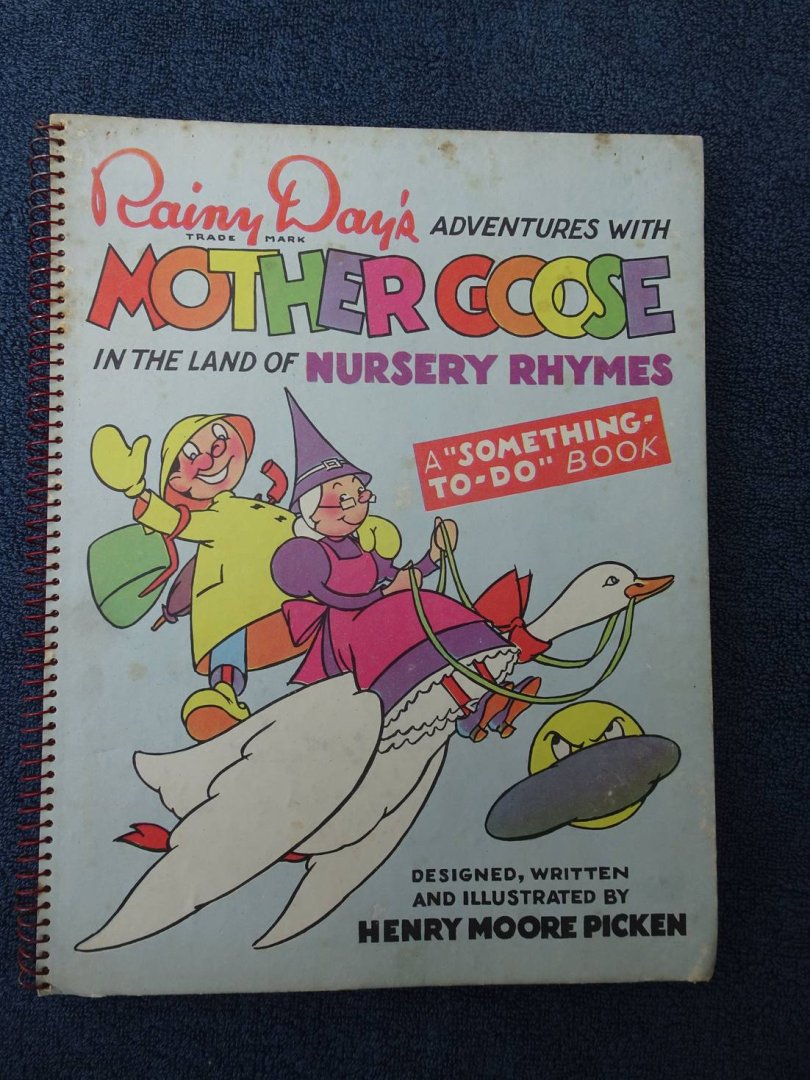 Rainy Day's ADVENTURES WITH
TRADE MARK
MOTHER GOOSE
IN THE LAND OF NURSERY RHYMES
A "SOMETHING-
TO-DO" BOOK
DESIGNED, WRITTEN
AND ILLUSTRATED BY
HENRY MOORE PICKEN